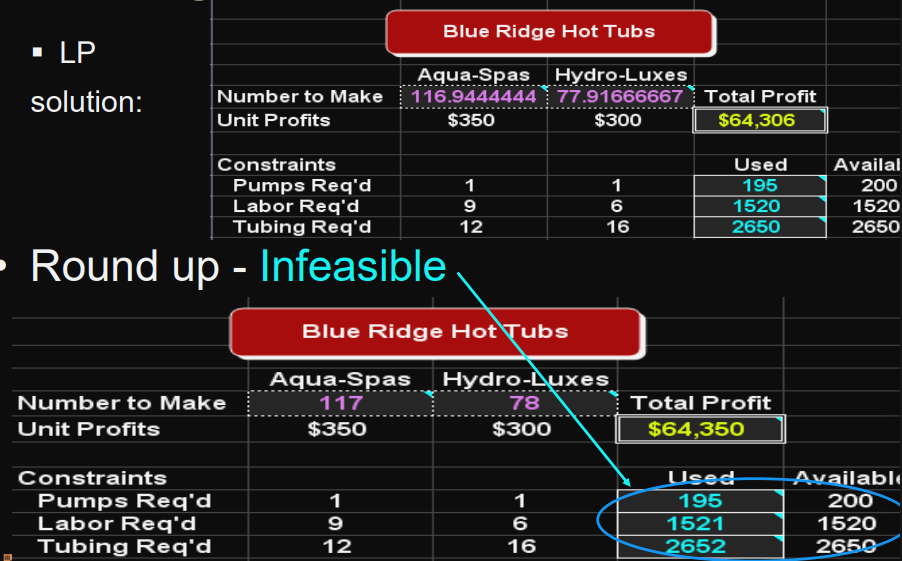 ▪ LP
solution:
Blue Ridge Hot Tubs
Aqua-Spas Hydro-Luxes
Number to Make 116.9444444 77.91666667 Total Profit
Unit Profits $350 $300 $64,306
Constraints Used Availal
Pumps Req'd 1 1 195 200
Labor Req'd 9 6 1520 1520
Tubing Req'd 12 16 2650 2650
• Round up - Infeasible
Blue Ridge Hot Tubs
Aqua-Spas Hydro-Luxes
Number to Make 117 78 Total Profit
Unit Profits $350 $300 $64,350
Constraints Used Available
Pumps Req'd 1 1 195 200
Labor Req'd 9 6 1521 1520
Tubing Req'd 12 16 2652 2650